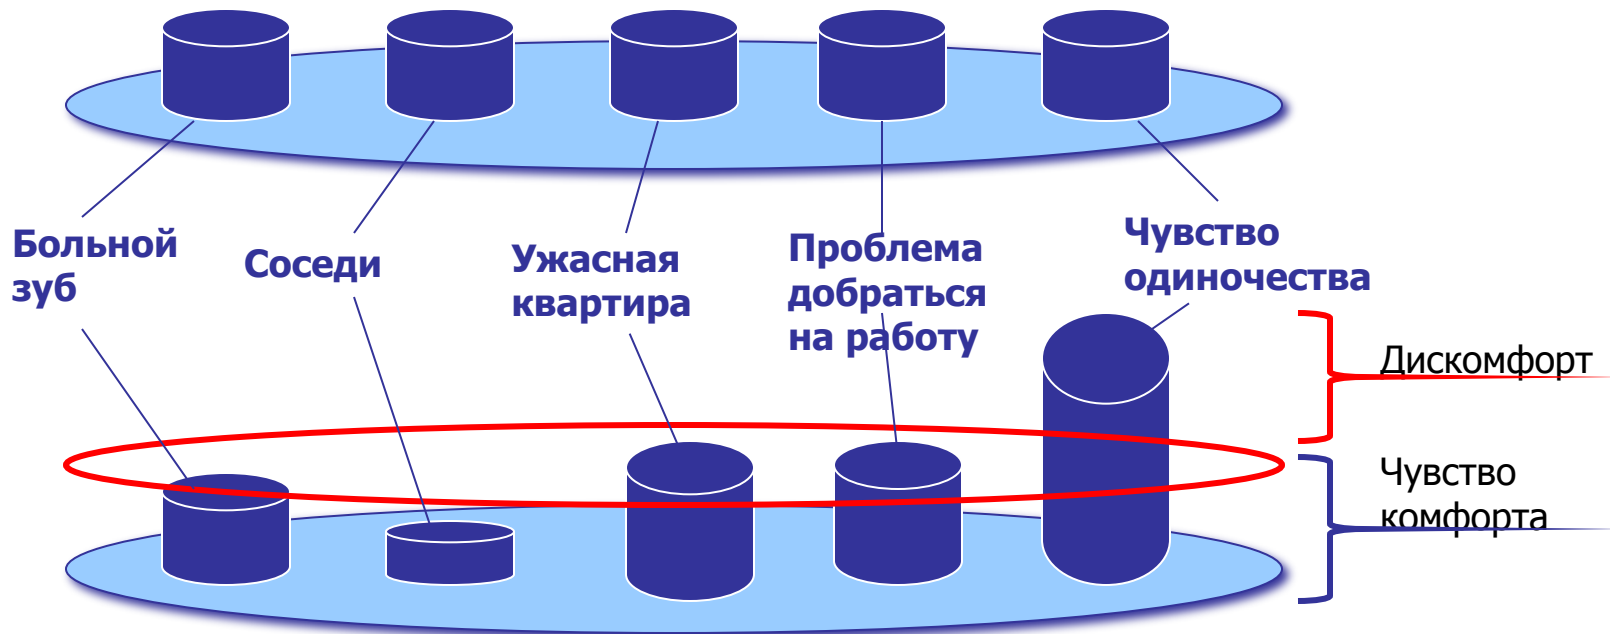 Больной
зуб
Соседи
Ужасная
квартира
Проблема
добраться
на работу
Чувство
одиночества
Дискомфорт
Чувство
комфорта